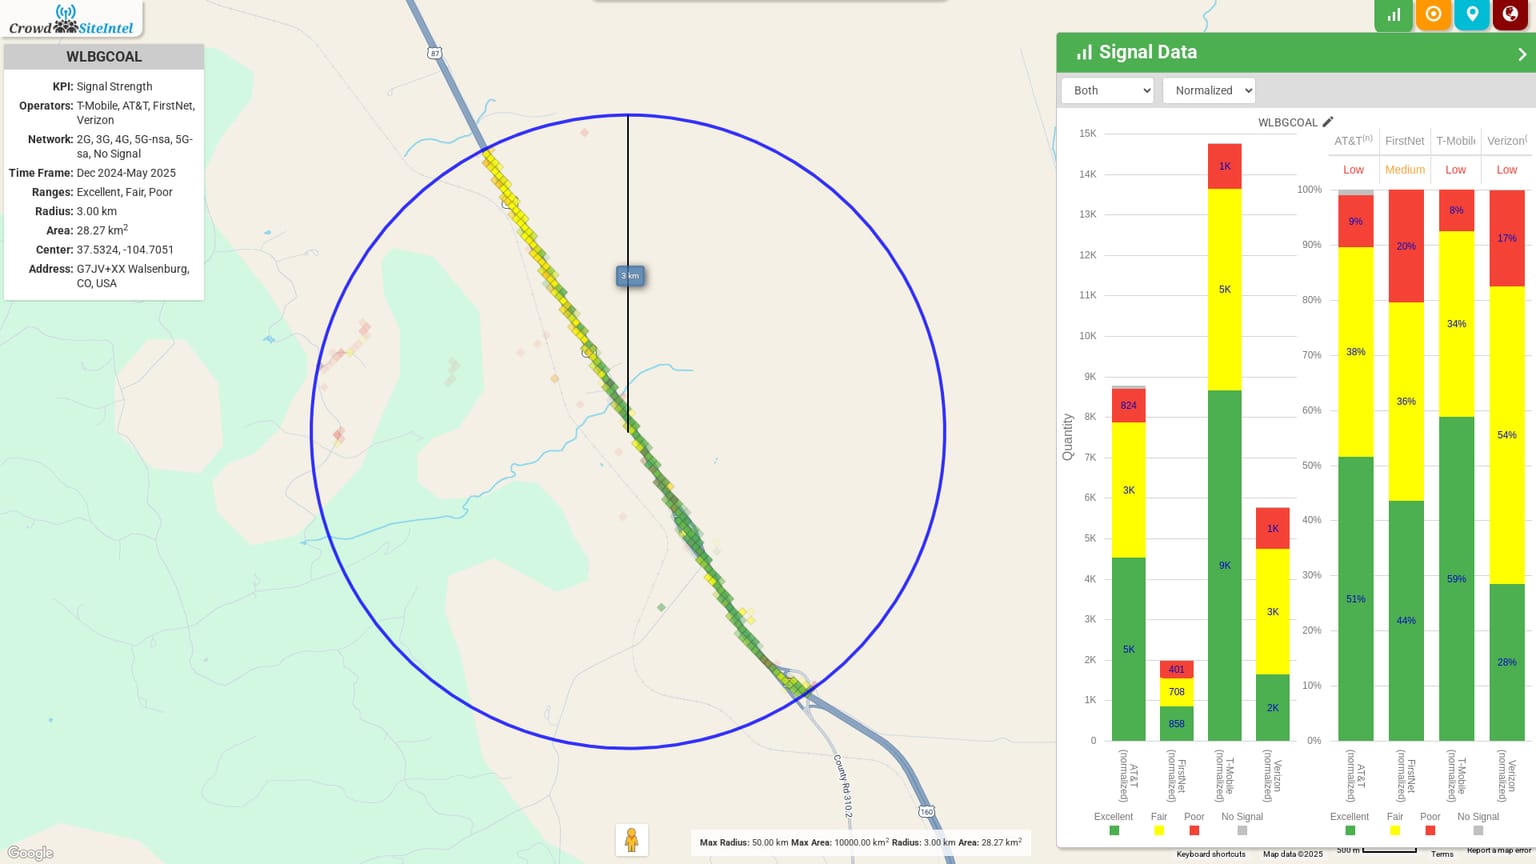 CrowdSiteIntel
WLBGCOAL
KPI: Signal Strength
Operators: T-Mobile, AT&T, FirstNet,
Verizon
Network: 2G, 3G, 4G, 5G-nsa, 5G-
sa, No Signal
Time Frame: Dec 2024-May 2025
Ranges: Excellent, Fair, Poor
Radius: 3.00 km
Area: 28.27 km²
Center: 37.5324, -104.7051
Address: G7JV+XX Walsenburg,
CO, USA
87
3 km
County Rd 310.2
160
Google
Max Radius: 50.00 km Max Area: 10000.00 km² Radius: 3.00 km Area: 28.27 km²
Signal Data
Both
Normalized
WLBGCOAL
AT&T(n) FirstNet T-Mobile Verizon(
Low Medium Low Low
Quantity
15K
14K
13K
12K
11K
10K
9K
8K
7K
6K
5K
4K
3K
2K
1K
0
824
3K
5K
401
708
858
1K
5K
9K
1K
3K
2K
AT&T (normalized)
FirstNet (normalized)
T-Mobile (normalized)
Verizon (normalized)
Excellent Fair Poor No Signal
100%
90%
80%
70%
60%
50%
40%
30%
20%
10%
0%
9%
38%
51%
20%
36%
44%
8%
34%
59%
17%
54%
28%
AT&T (normalized)
FirstNet (normalized)
T-Mobile (normalized)
Verizon (normalized)
Excellent Fair Poor No Signal
Keyboard shortcuts Map data ©2025 500 m Terms Report a map error